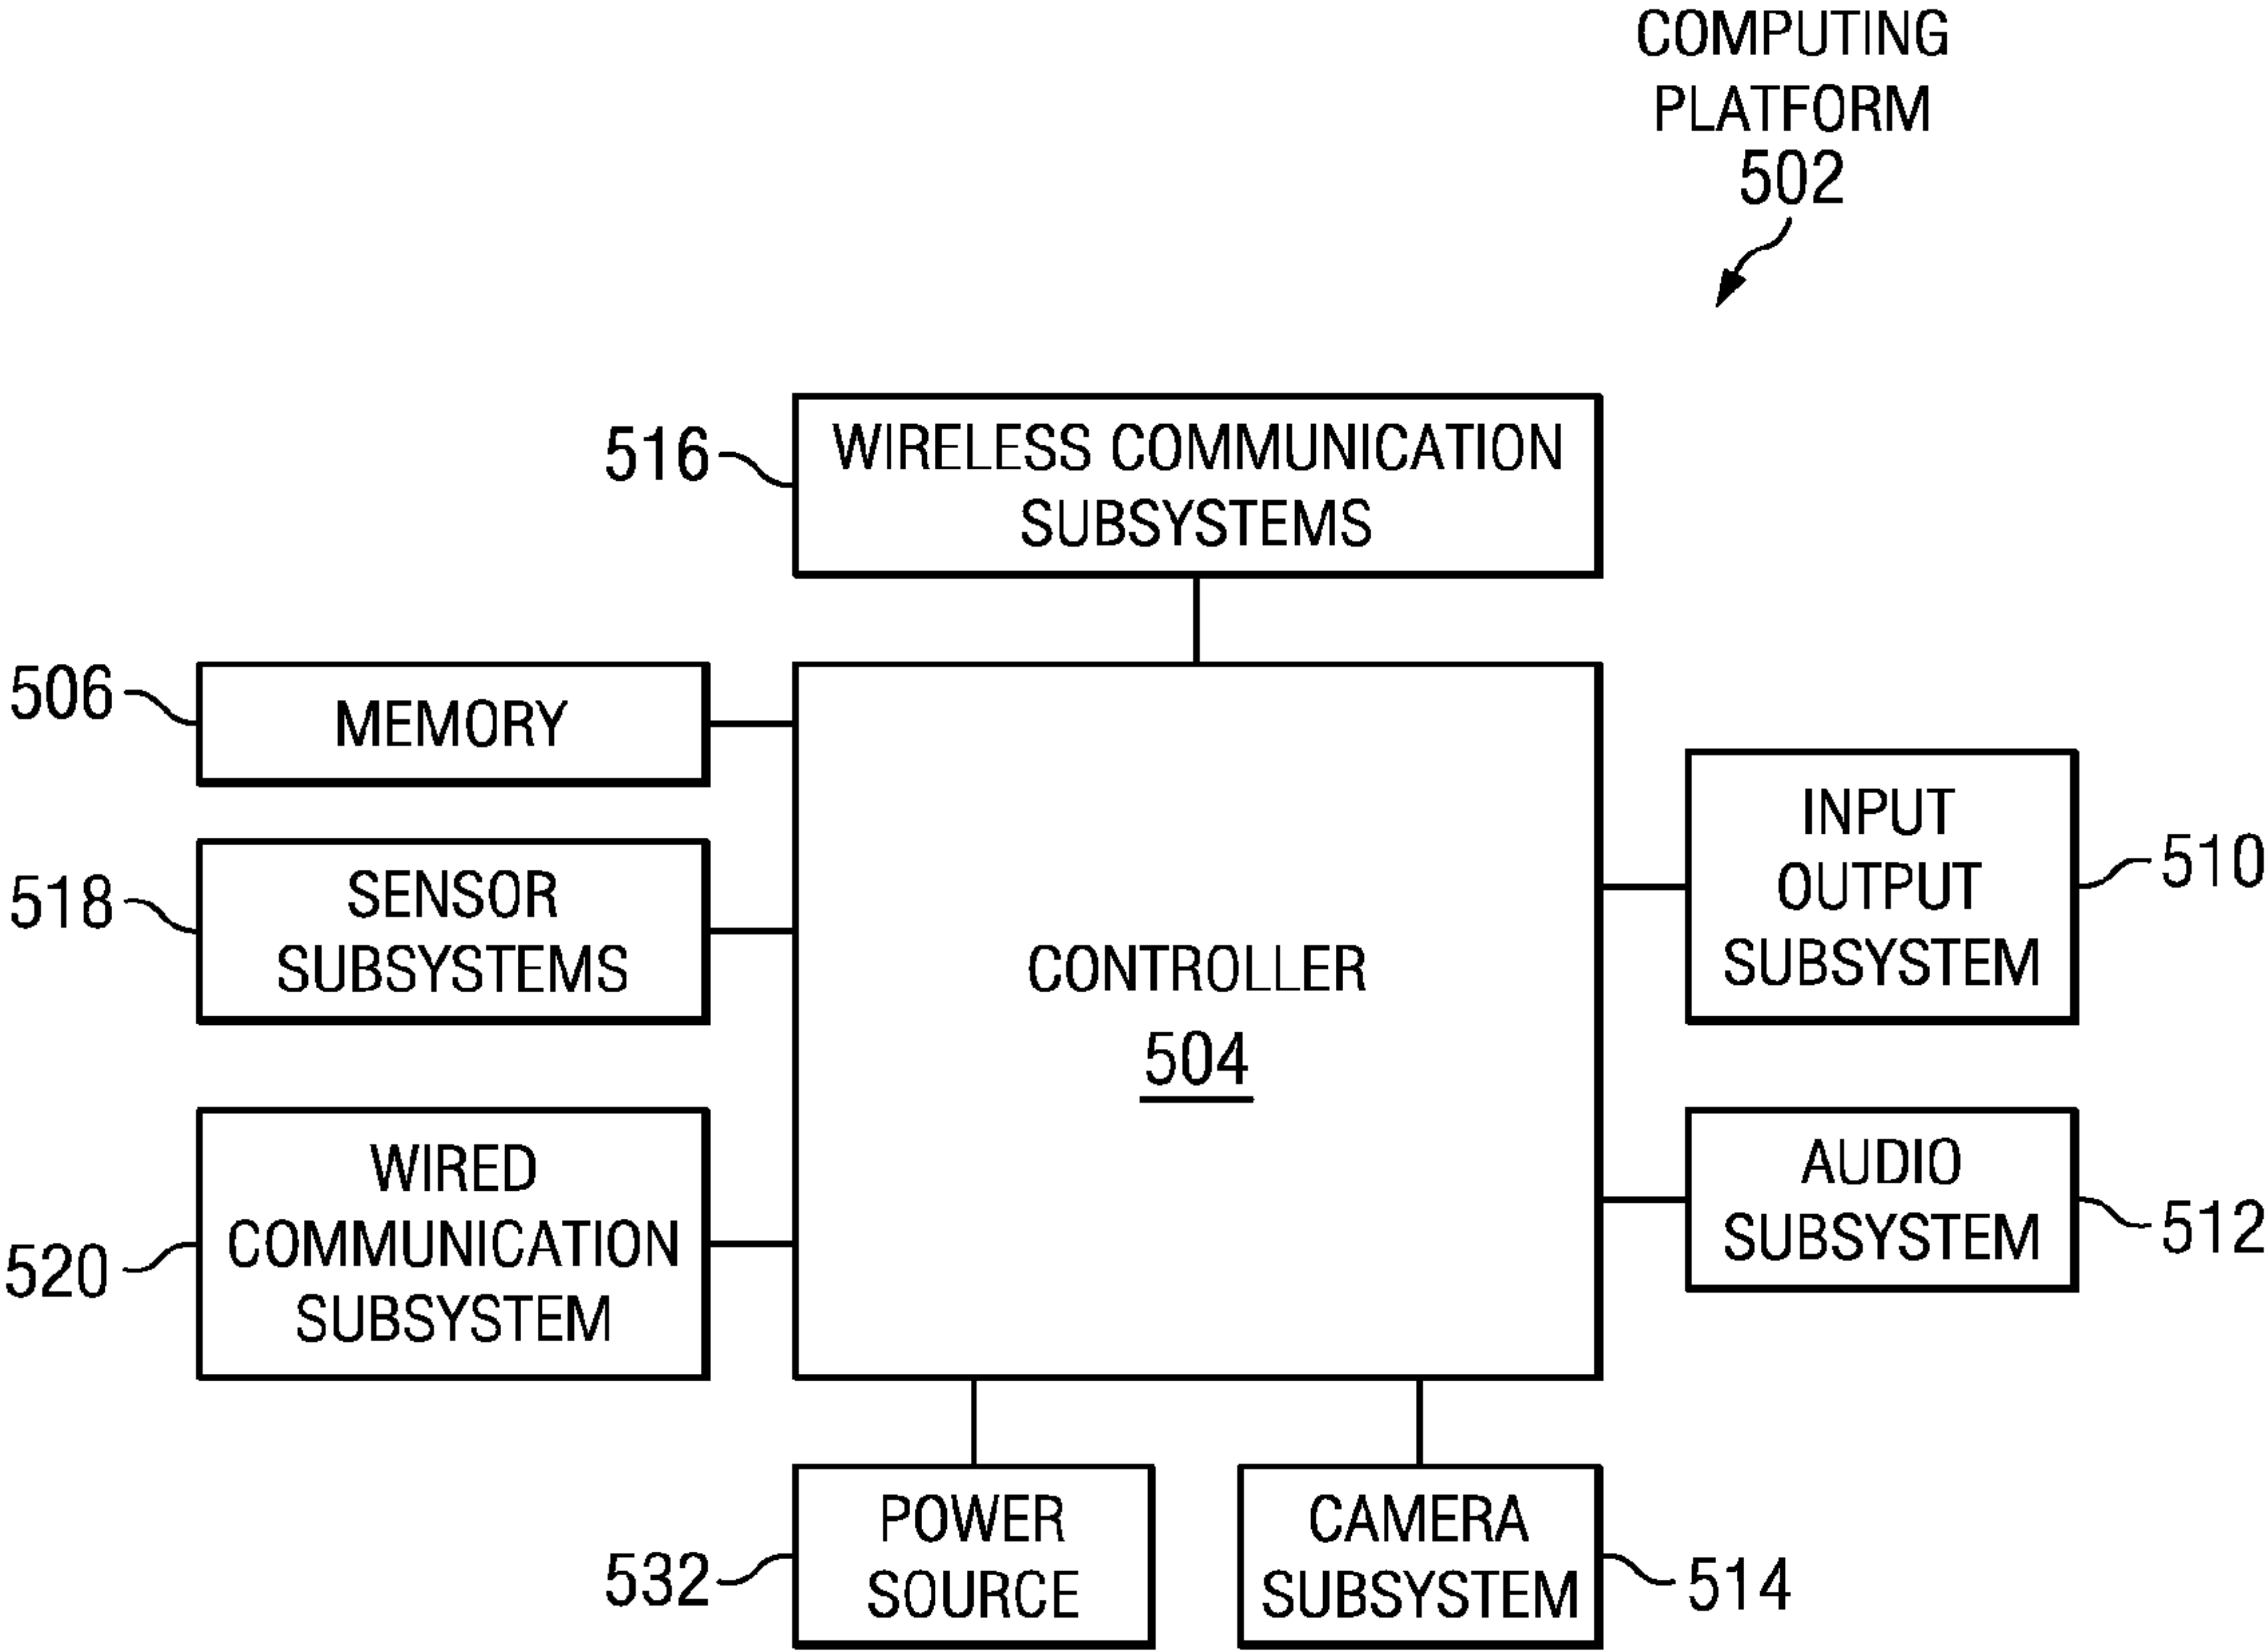 COMPUTING
PLATFORM
502
516
WIRELESS COMMUNICATION
SUBSYSTEMS
506
MEMORY
518
SENSOR
SUBSYSTEMS
520
WIRED
COMMUNICATION
SUBSYSTEM
CONTROLLER
504
INPUT
OUTPUT
SUBSYSTEM
510
AUDIO
SUBSYSTEM
512
532
POWER
SOURCE
CAMERA
SUBSYSTEM
514